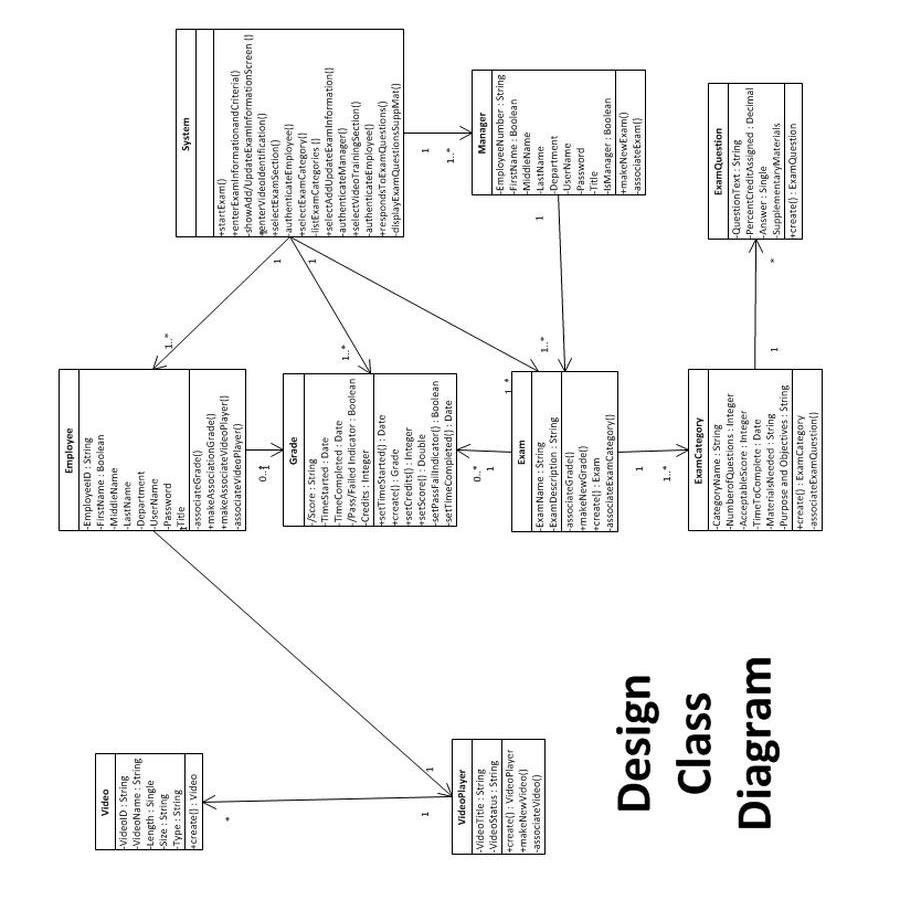 System
+startExam()
+enterExamInformationandCriteria()
-showAdd/UpdateExamInformationScreen ()
+enterVideoIdentification()
+selectExamSection()
-authenticateEmployee()
+selectExamCategory()
-listExamCategories ()
+selectAddUpdateExamInformation()
-authenticateManager()
+selectVideoTrainingSection()
-authenticateEmployee()
+respondsToExamQuestions()
-displayExamQuestionsSuppMat()
1
1..*
Manager
-EmployeeNumber : String
-FirstName : Boolean
-MiddleName
-LastName
-Department
-UserName
-Password
-Title
-IsManager : Boolean
+makeNewExam()
-associateExam()
1
1..*
ExamQuestion
-QuestionText : String
-PercentCreditAssigned : Decimal
-Answer : Single
-SupplementaryMaterials
+create() : ExamQuestion
*
1
1
1
1..*
1..*
1..*
Employee
-EmployeeID : String
-FirstName : Boolean
-MiddleName
-LastName
-Department
-UserName
-Password
-Title
-associateGrade()
+makeAssociationGrade()
+makeAssociateVideoPlayer()
-associateVideoPlayer()
0..1
1
Grade
-/Score : String
-TimeStarted : Date
-TimeCompleted : Date
-/Pass/Failed Indicator : Boolean
-Credits : Integer
+setTimeStarted() : Date
+create() : Grade
+setCredits() : Integer
+setScore() : Double
-setPassFailIndicator() : Boolean
-setTimeCompleted() : Date
0..*
1
Exam
-ExamName : String
-ExamDescription : String
-associateGrade()
+makeNewGrade()
+create() : Exam
-associateExamCategory()
1
1..*
ExamCategory
-CategoryName : String
-NumberofQuestions : Integer
-AcceptableScore : Integer
-TimeToComplete : Date
-MaterialsNeeded : String
-Purpose and Objectives : String
+create() : ExamCategory
-associateExamQuestion()
Video
-VideoID : String
-VideoName : String
-Length : Single
-Size : String
-Type : String
+create() : Video
*
1
1
VideoPlayer
-VideoTitle : String
-VideoStatus : String
+create() : VideoPlayer
+makeNewVideo()
-associateVideo()
Design
Class
Diagram